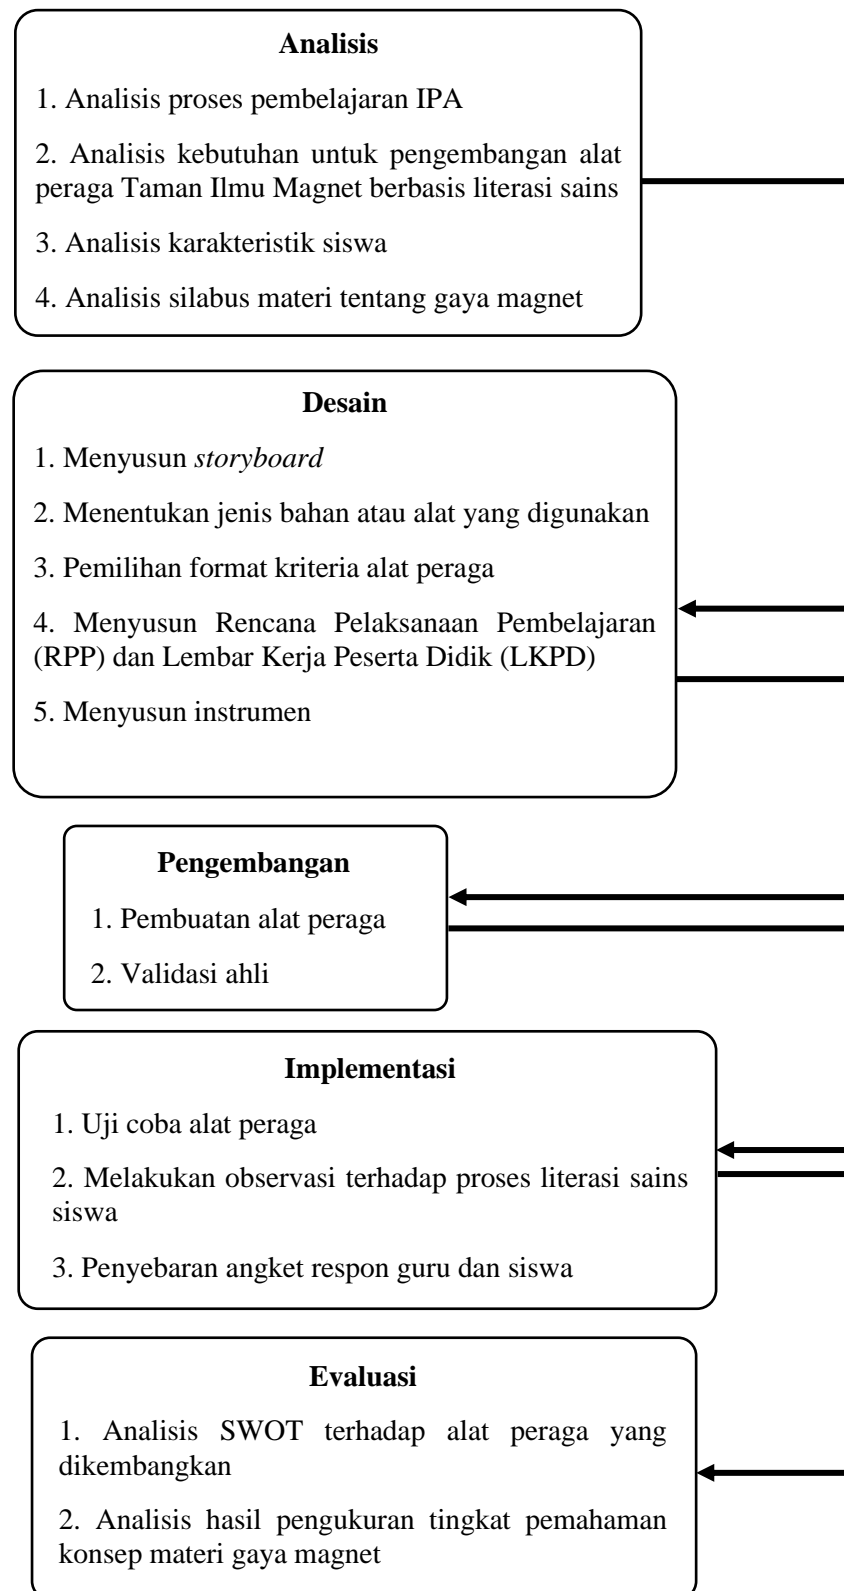 Analisis
1. Analisis proses pembelajaran IPA
2. Analisis kebutuhan untuk pengembangan alat
peraga Taman Ilmu Magnet berbasis literasi sains
3. Analisis karakteristik siswa
4. Analisis silabus materi tentang gaya magnet
Desain
1. Menyusun storyboard
2. Menentukan jenis bahan atau alat yang digunakan
3. Pemilihan format kriteria alat peraga
4. Menyusun Rencana Pelaksanaan Pembelajaran
(RPP) dan Lembar Kerja Peserta Didik (LKPD)
5. Menyusun instrumen
Pengembangan
1. Pembuatan alat peraga
2. Validasi ahli
Implementasi
1. Uji coba alat peraga
2. Melakukan observasi terhadap proses literasi sains
siswa
3. Penyebaran angket respon guru dan siswa
Evaluasi
1. Analisis SWOT terhadap alat peraga yang
dikembangkan
2. Analisis hasil pengukuran tingkat pemahaman
konsep materi gaya magnet